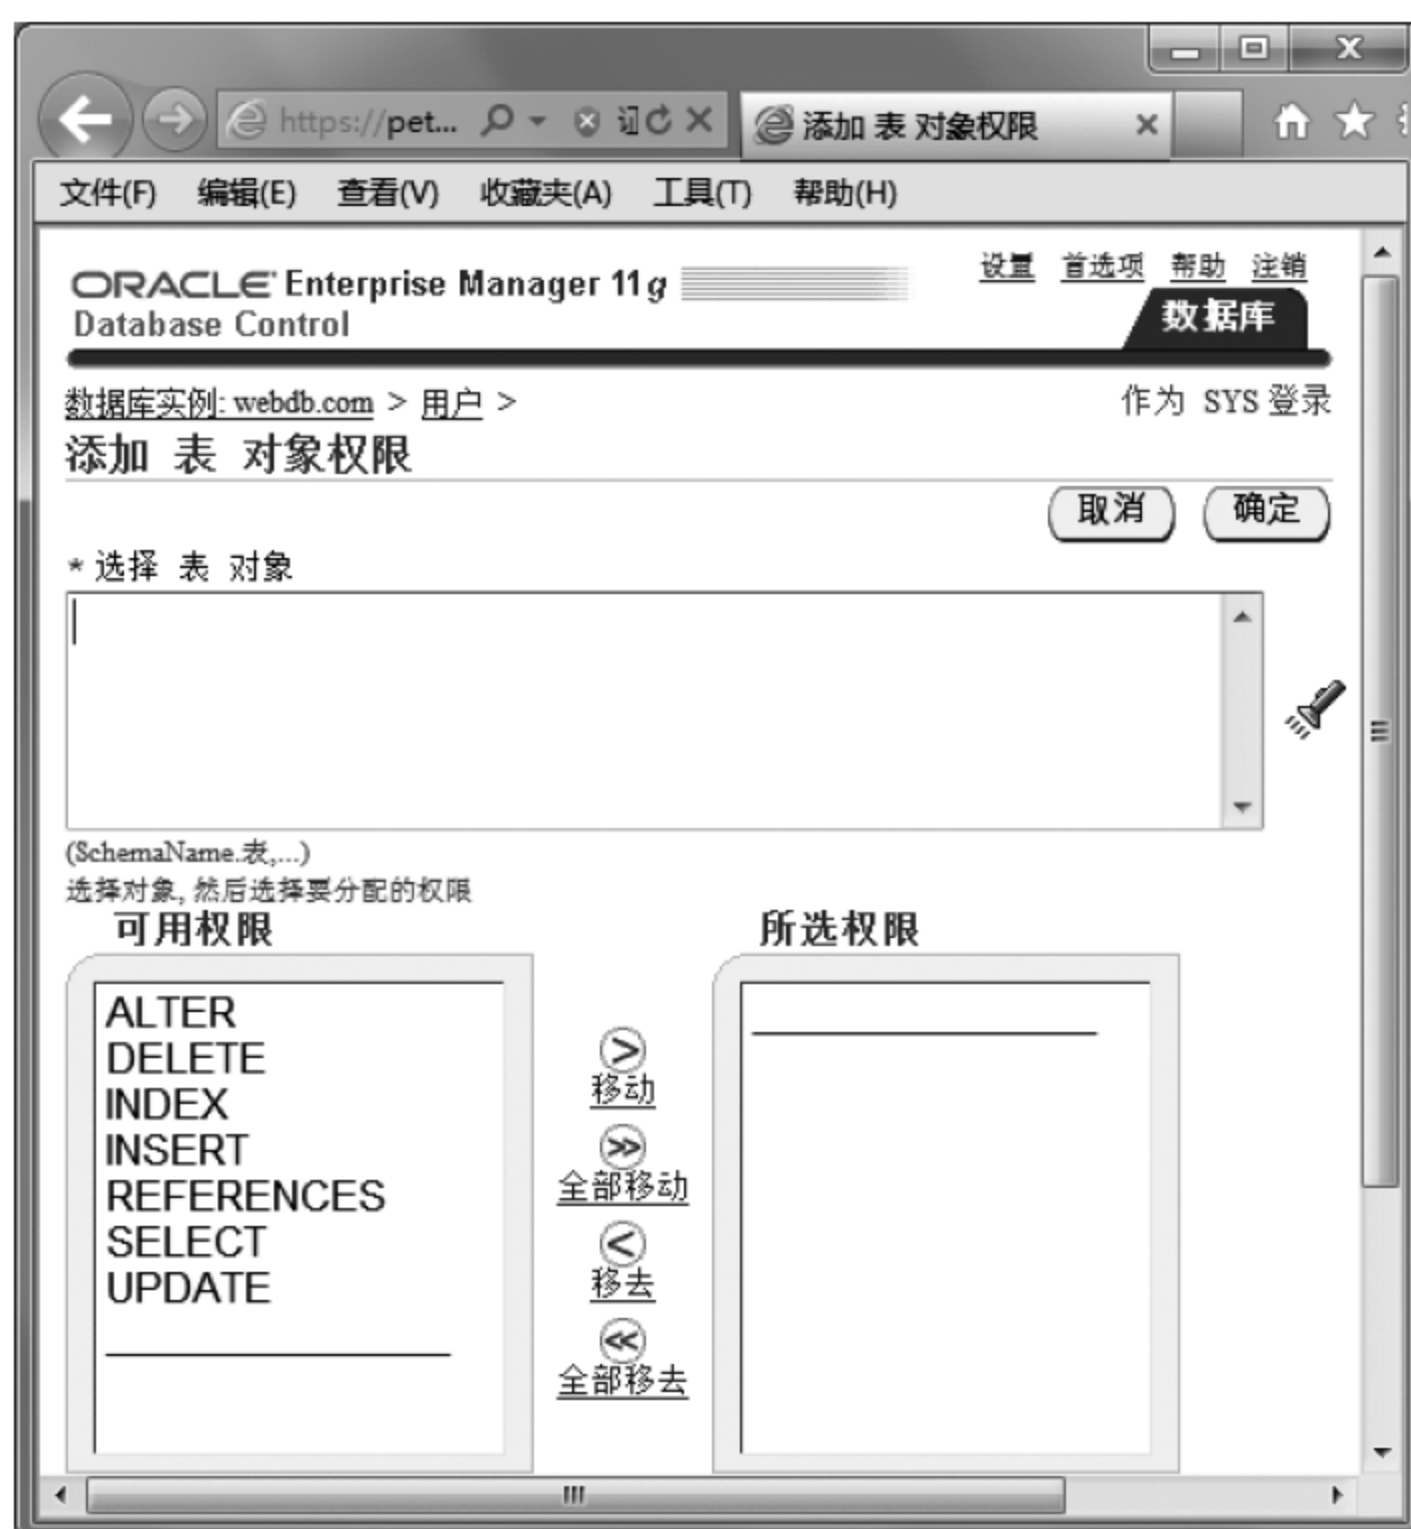 https://pet...
添加 表 对象权限
文件(F) 编辑(E) 查看(V) 收藏夹(A) 工具(T) 帮助(H)
ORACLE Enterprise Manager 11g
Database Control
设置 首选项 帮助 注销
数据库
数据库实例: webdb.com > 用户 >
作为 SYS 登录
添加 表 对象权限
取消 确定
* 选择 表 对象
(SchemaName.表,...)
选择对象, 然后选择要分配的权限
可用权限
ALTER
DELETE
INDEX
INSERT
REFERENCES
SELECT
UPDATE
移动
全部移动
移去
全部移去
所选权限